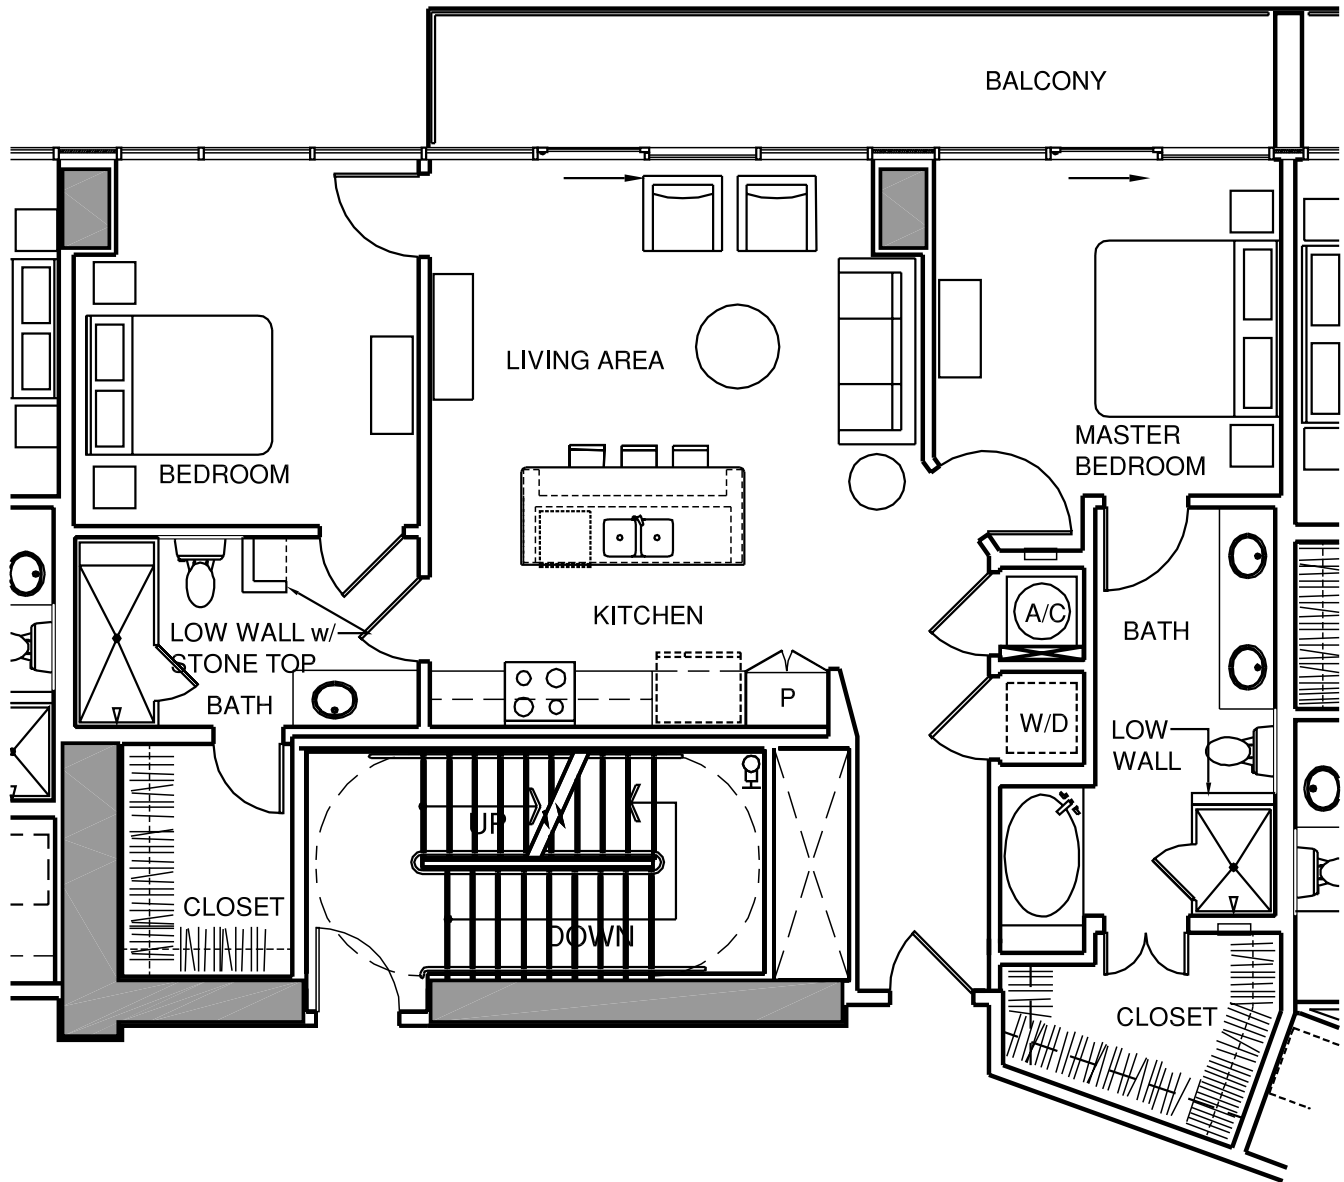 BALCONY
LIVING AREA
MASTER
BEDROOM
BEDROOM
KITCHEN
A/C
BATH
LOW WALL w/
STONE TOP
BATH
P
W/D
LOW
WALL
UP
CLOSET
DOWN
CLOSET